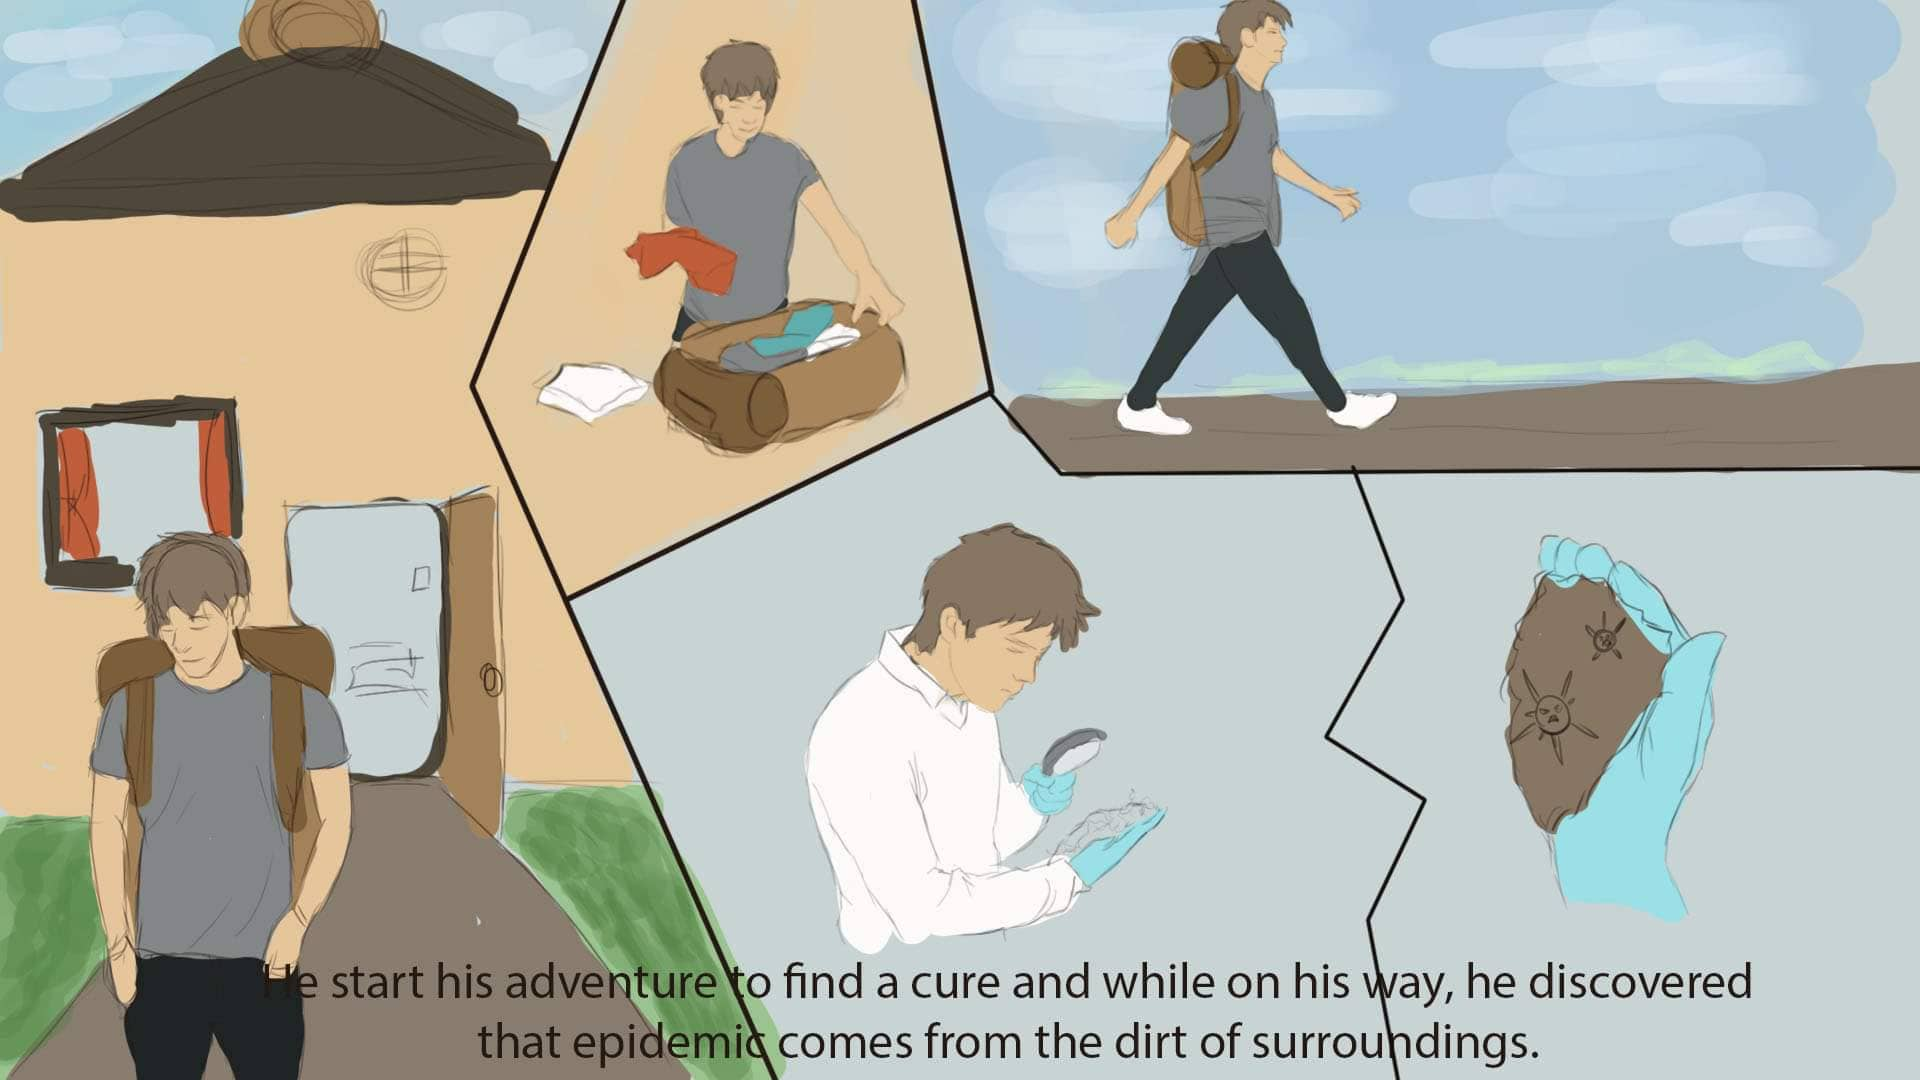 He start his adventure to find a cure and while on his way, he discovered
that epidemic comes from the dirt of surroundings.